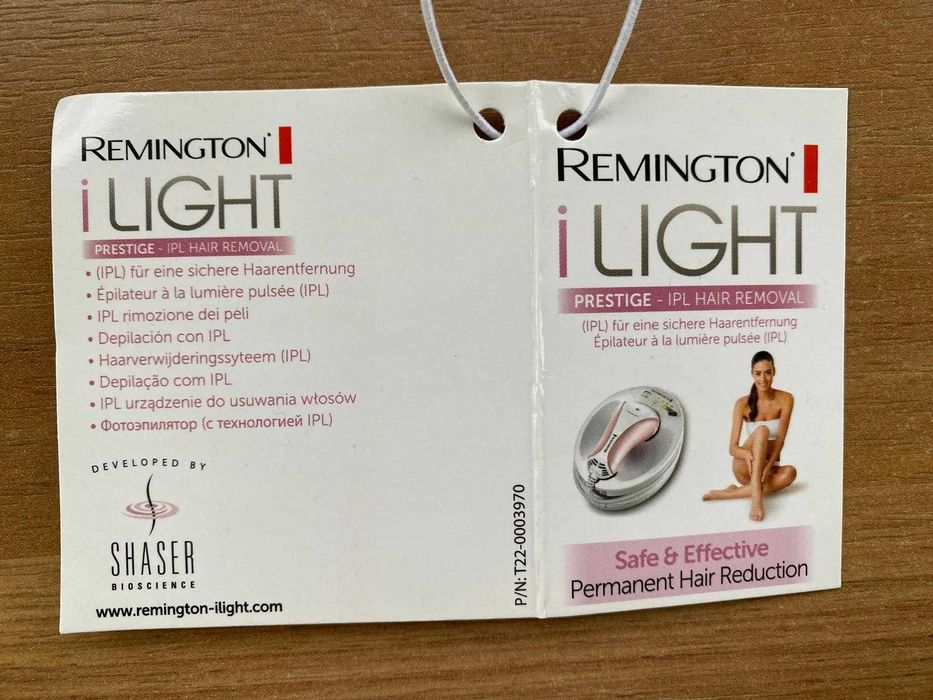 REMINGTON®
i LIGHT
PRESTIGE - IPL HAIR REMOVAL
• (IPL) für eine sichere Haarentfernung
• Épilateur à la lumière pulsée (IPL)
• IPL rimozione dei peli
• Depilación con IPL
• Haarverwijderingssyteem (IPL)
• Depilação com IPL
• IPL urządzenie do usuwania włosów
• Фотоэпилятор (с технологией IPL)
DEVELOPED BY
SHASER
BIOSCIENCE
www.remington-ilight.com
P/N: T22-0003970
REMINGTON®
i LIGHT
PRESTIGE - IPL HAIR REMOVAL
(IPL) für eine sichere Haarentfernung
Épilateur à la lumière pulsée (IPL)
Safe & Effective
Permanent Hair Reduction